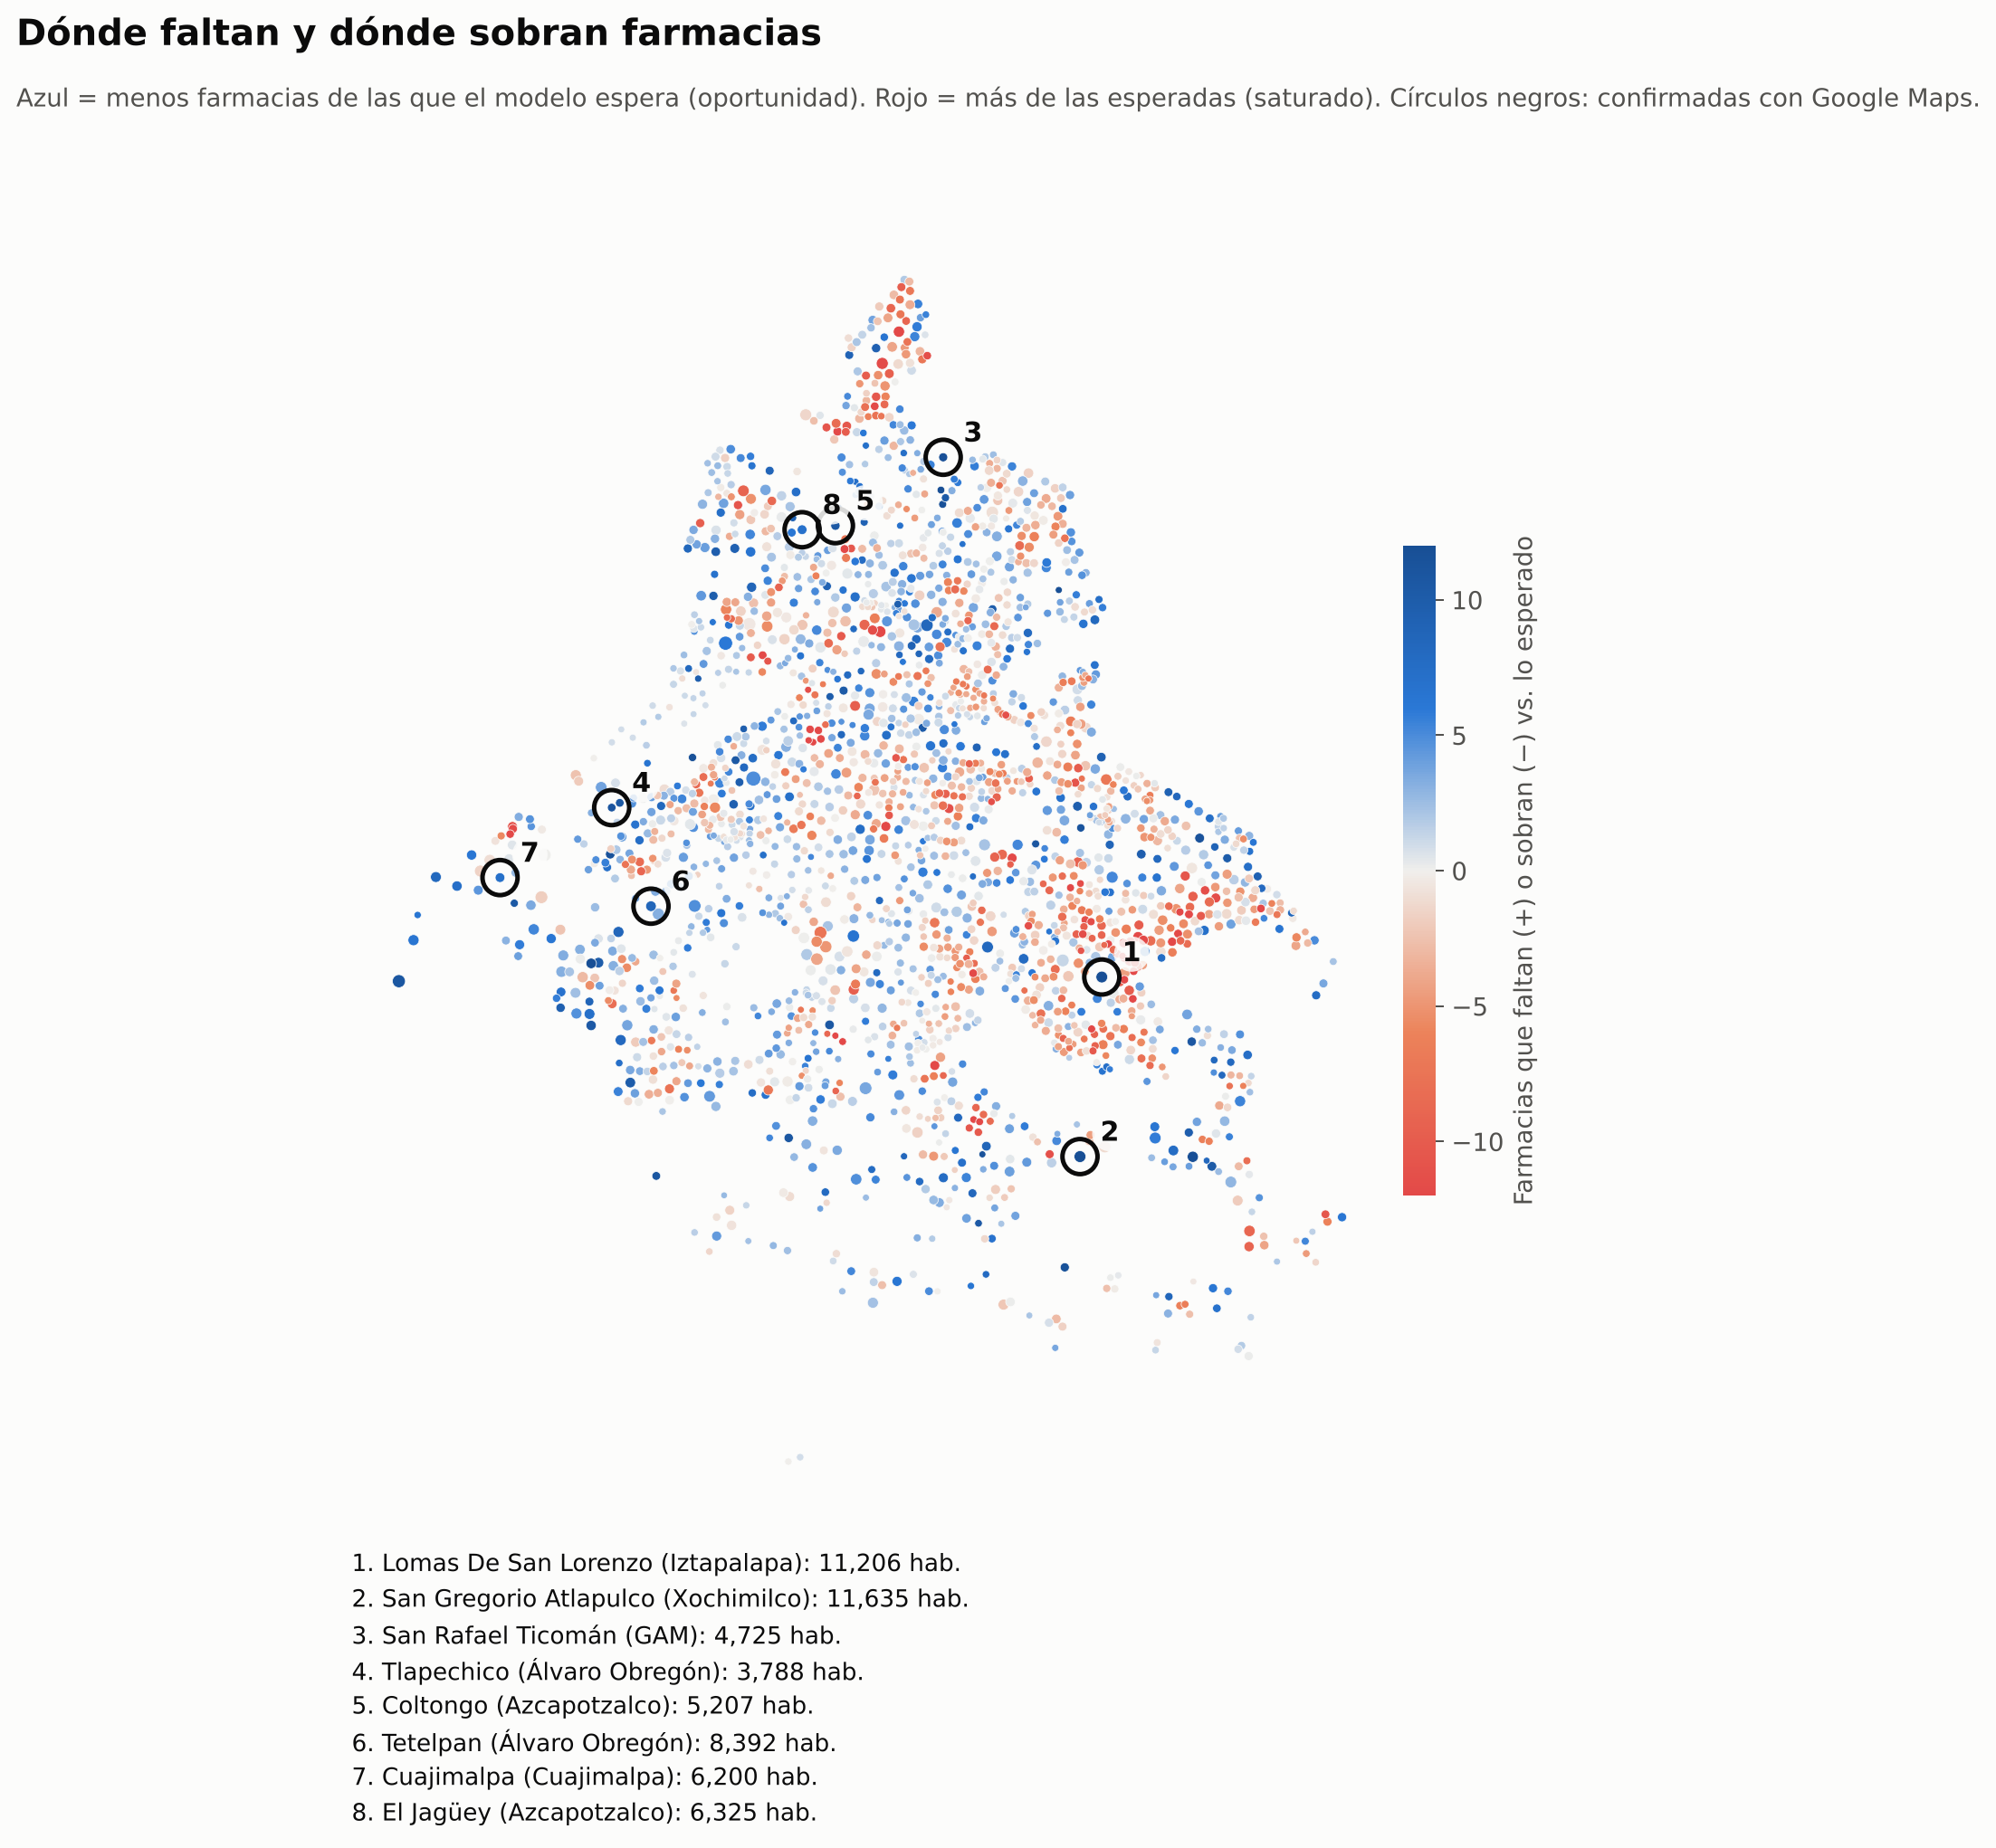 Dónde faltan y dónde sobran farmacias
Azul = menos farmacias de las que el modelo espera (oportunidad). Rojo = más de las esperadas (saturado). Círculos negros: confirmadas con Google Maps.
3
8
5
4
7
6
1
2
10
5
0
−5
−10
Farmacias que faltan (+) o sobran (−) vs. lo esperado
1. Lomas De San Lorenzo (Iztapalapa): 11,206 hab.
2. San Gregorio Atlapulco (Xochimilco): 11,635 hab.
3. San Rafael Ticomán (GAM): 4,725 hab.
4. Tlapechico (Álvaro Obregón): 3,788 hab.
5. Coltongo (Azcapotzalco): 5,207 hab.
6. Tetelpan (Álvaro Obregón): 8,392 hab.
7. Cuajimalpa (Cuajimalpa): 6,200 hab.
8. El Jagüey (Azcapotzalco): 6,325 hab.